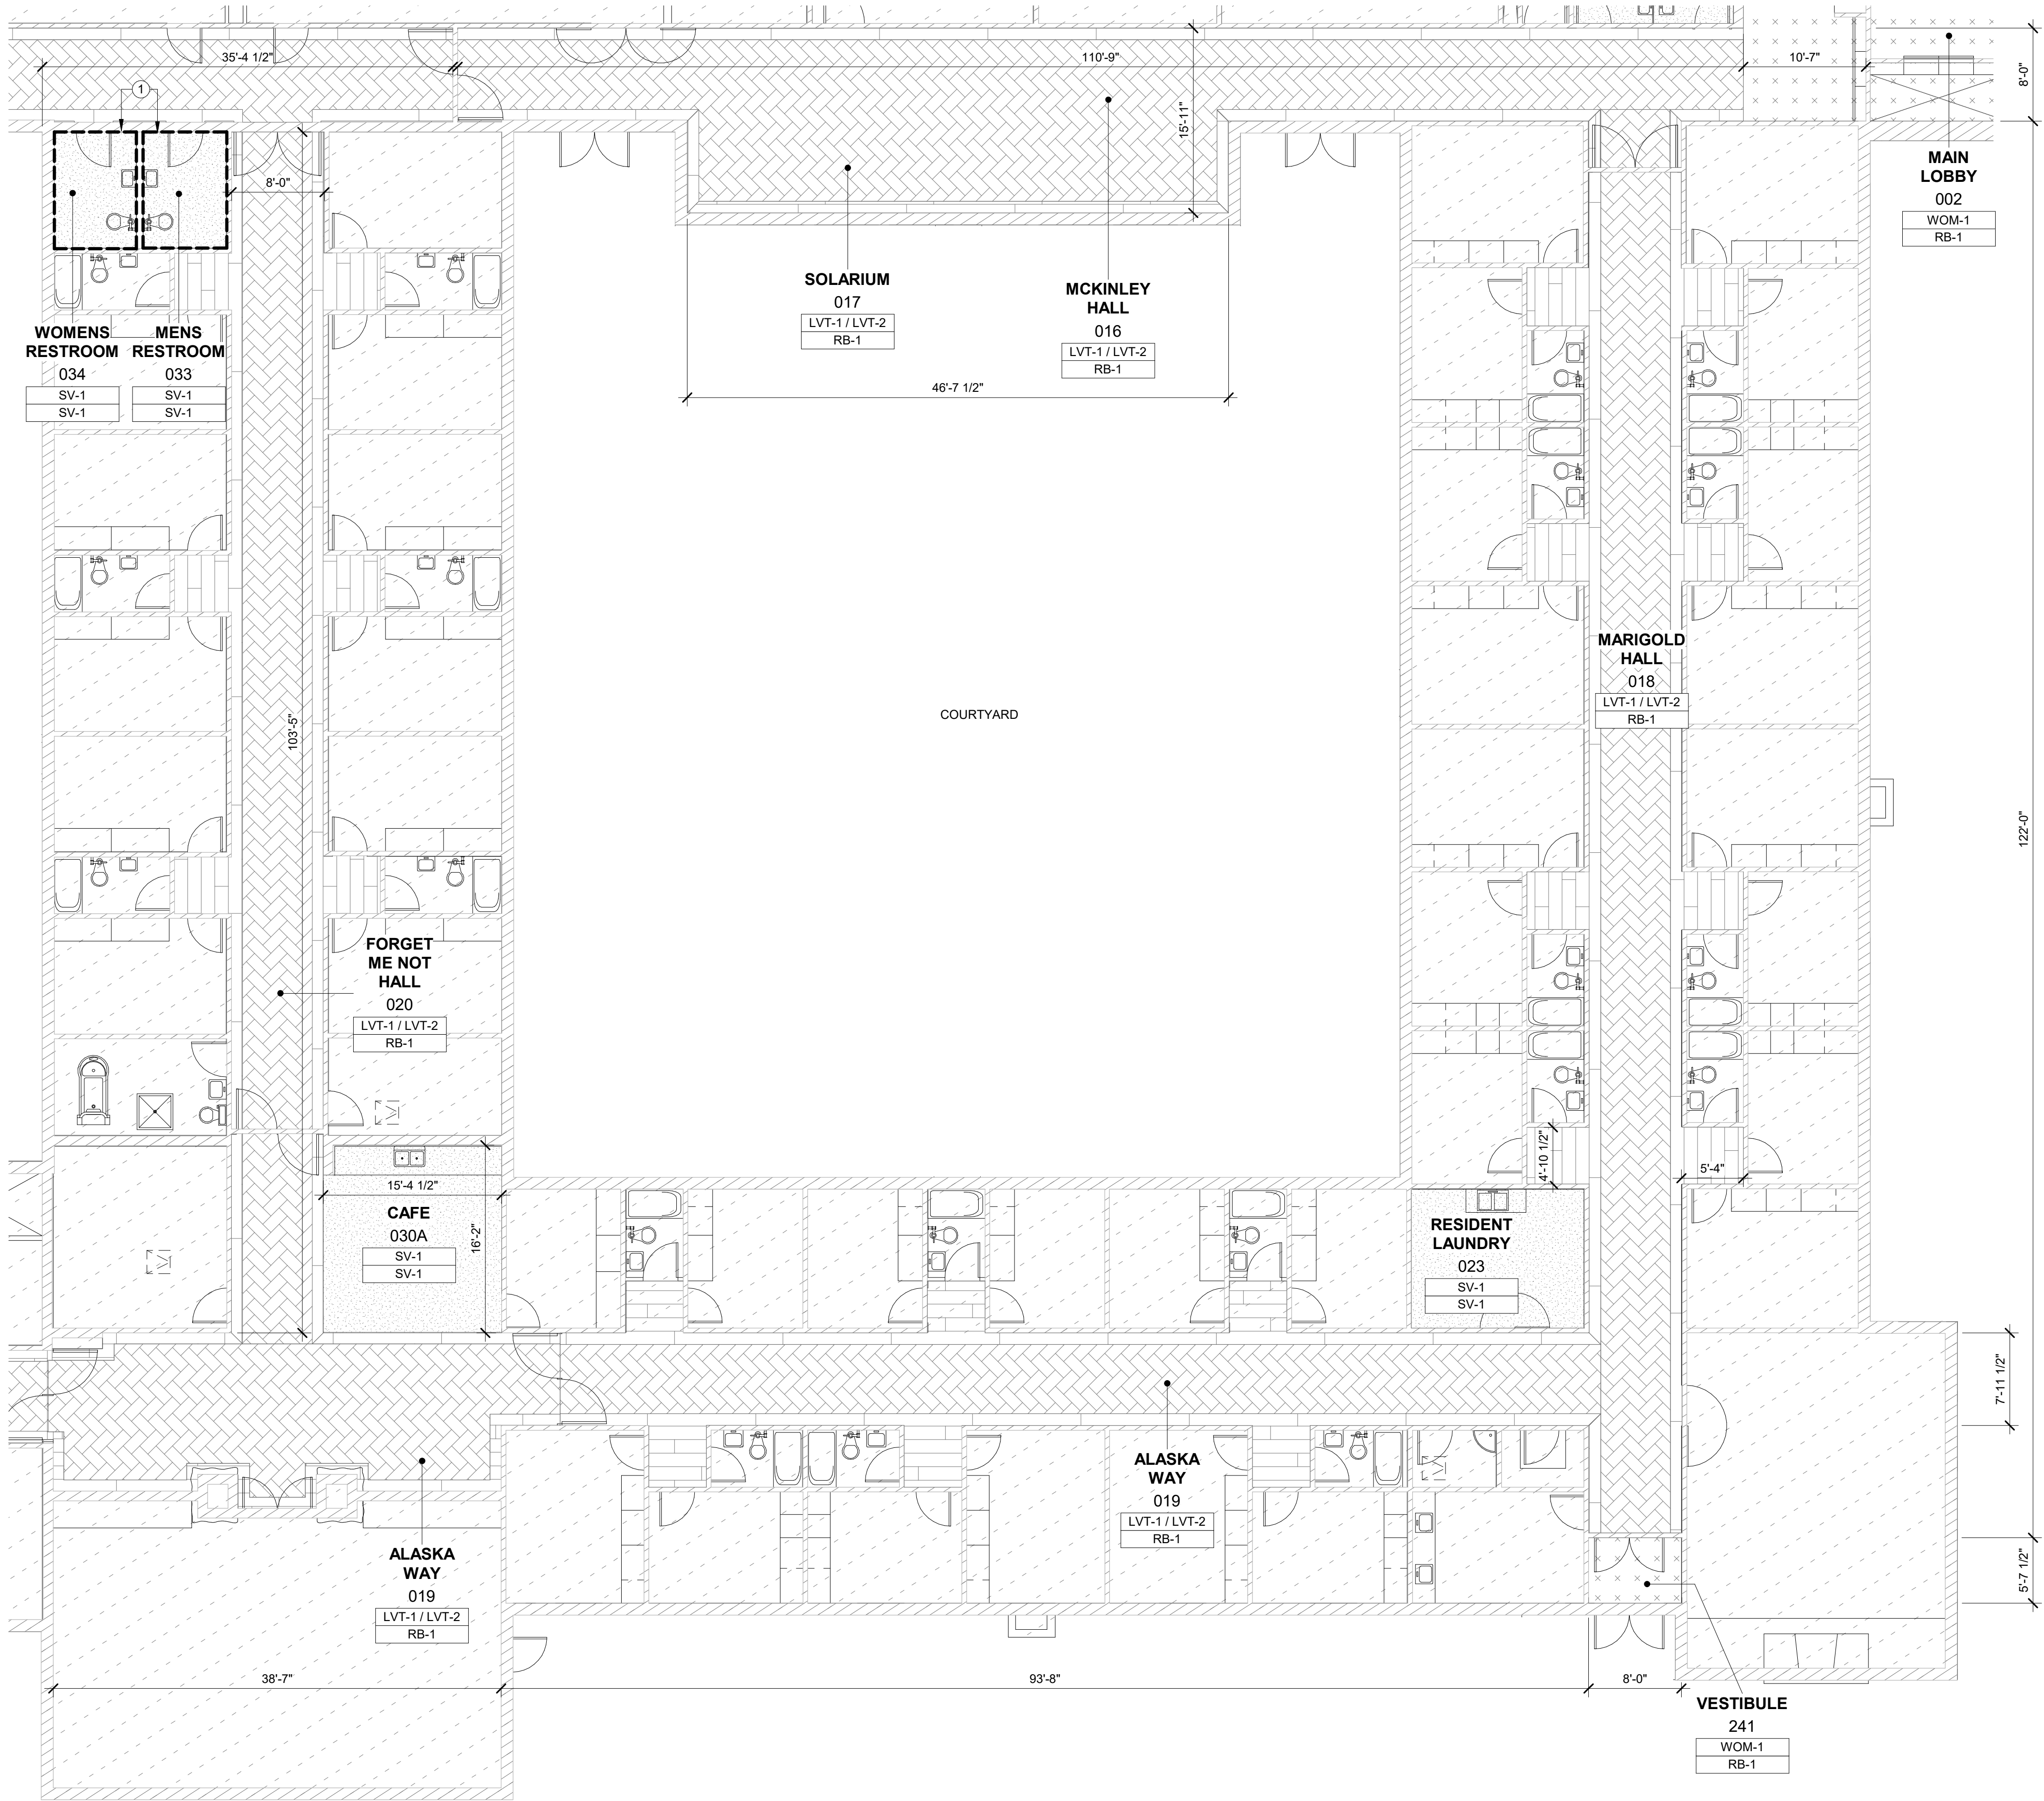 35'-4 1/2"
110'-9"
10'-7"
8'-0"
1
15'-11"
8'-0"
MAIN
LOBBY
002
WOM-1
RB-1
SOLARIUM
017
LVT-1 / LVT-2
RB-1
MCKINLEY
HALL
016
LVT-1 / LVT-2
RB-1
WOMENS
RESTROOM
034
SV-1
SV-1
MENS
RESTROOM
033
SV-1
SV-1
46'-7 1/2"
MARIGOLD
HALL
018
LVT-1 / LVT-2
RB-1
COURTYARD
103'-5"
122'-0"
FORGET
ME NOT
HALL
020
LVT-1 / LVT-2
RB-1
4'-10 1/2"
5'-4"
15'-4 1/2"
CAFE
030A
SV-1
SV-1
16'-2"
RESIDENT
LAUNDRY
023
SV-1
SV-1
7'-11 1/2"
ALASKA
WAY
019
LVT-1 / LVT-2
RB-1
ALASKA
WAY
019
LVT-1 / LVT-2
RB-1
5'-7 1/2"
38'-7"
93'-8"
8'-0"
VESTIBULE
241
WOM-1
RB-1